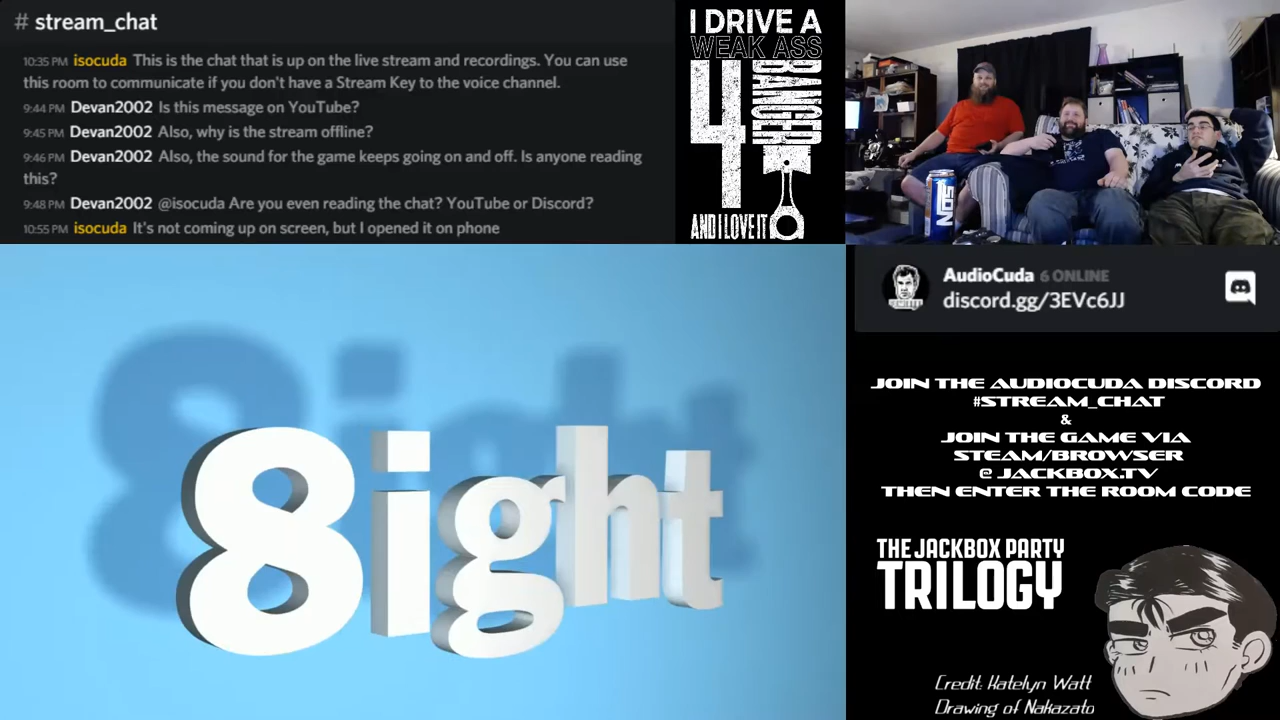 # stream_chat
10:35 PM isocuda This is the chat that is up on the live stream and recordings. You can use
this room communicate if you don't have a Stream Key to the voice channel.
9:44 PM Devan2002 Is this message on YouTube?
9:45 PM Devan2002 Also, why is the stream offline?
9:46 PM Devan2002 Also, the sound for the game keeps going on and off. Is anyone reading
this?
9:48 PM Devan2002 @isocuda Are you even reading the chat? YouTube or Discord?
10:55 PM isocuda It's not coming up on screen, but I opened it on phone
I DRIVE A
WEAK ASS
4
BANGER
AND I LOVE IT
NOS
8ight
AudioCuda 6 ONLINE
discord.gg/3EVc6JJ
JOIN THE AUDIOCUDA DISCORD
#STREAM_CHAT
&
JOIN THE GAME VIA
STEAM/BROWSER
@ JACKBOX.TV
THEN ENTER THE ROOM CODE
THE JACKBOX PARTY
TRILOGY
Credit: Katelyn Watt
Drawing of Nakazato